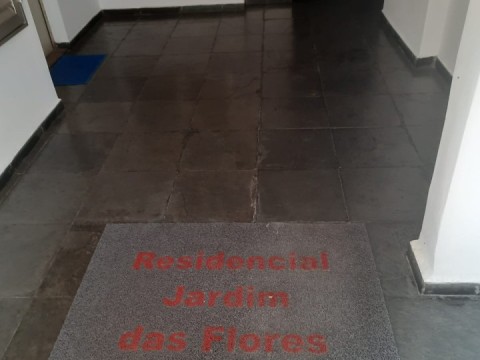 Residencial
Jardim
das Flores